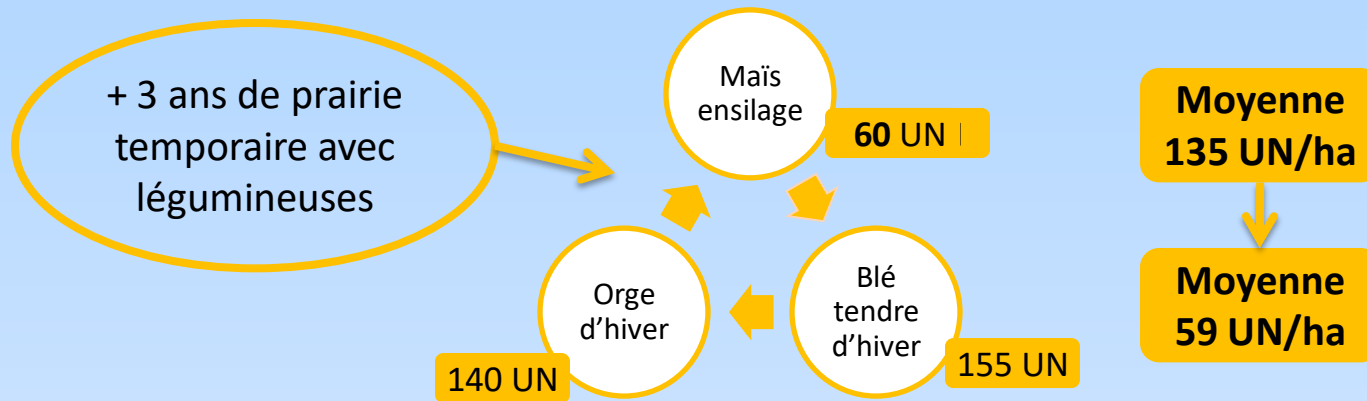 + 3 ans de prairie
temporaire avec
légumineuses
Maïs
ensilage
60 UN
Blé
tendre
d'hiver
155 UN
Orge
d'hiver
140 UN
Moyenne
135 UN/ha
Moyenne
59 UN/ha